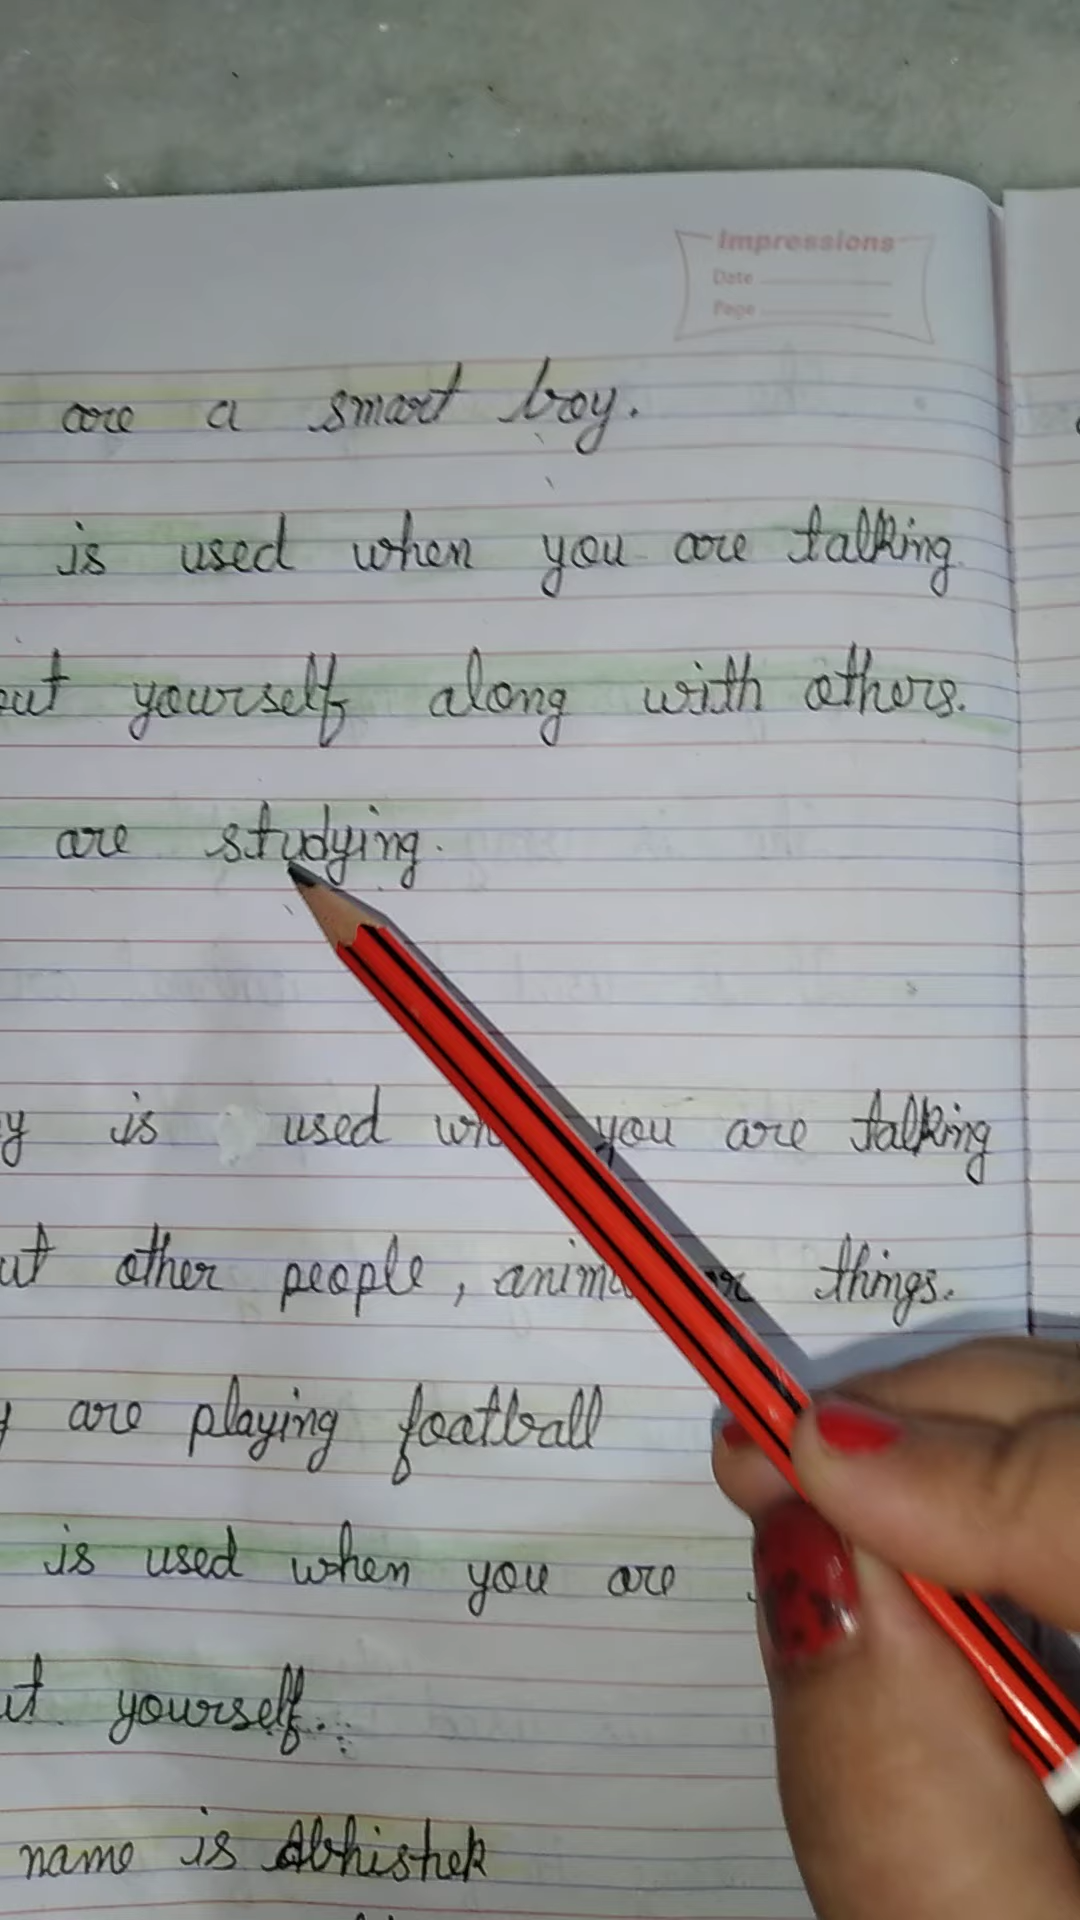 Impressions
Date
Page
are a smart boy.
is used when you are talking
out yourself along with others.
are studying.
y is used wh you are talking
ut other people, anim or things.
y are playing football
is used when you are
ut yourself.
name is Abhishek